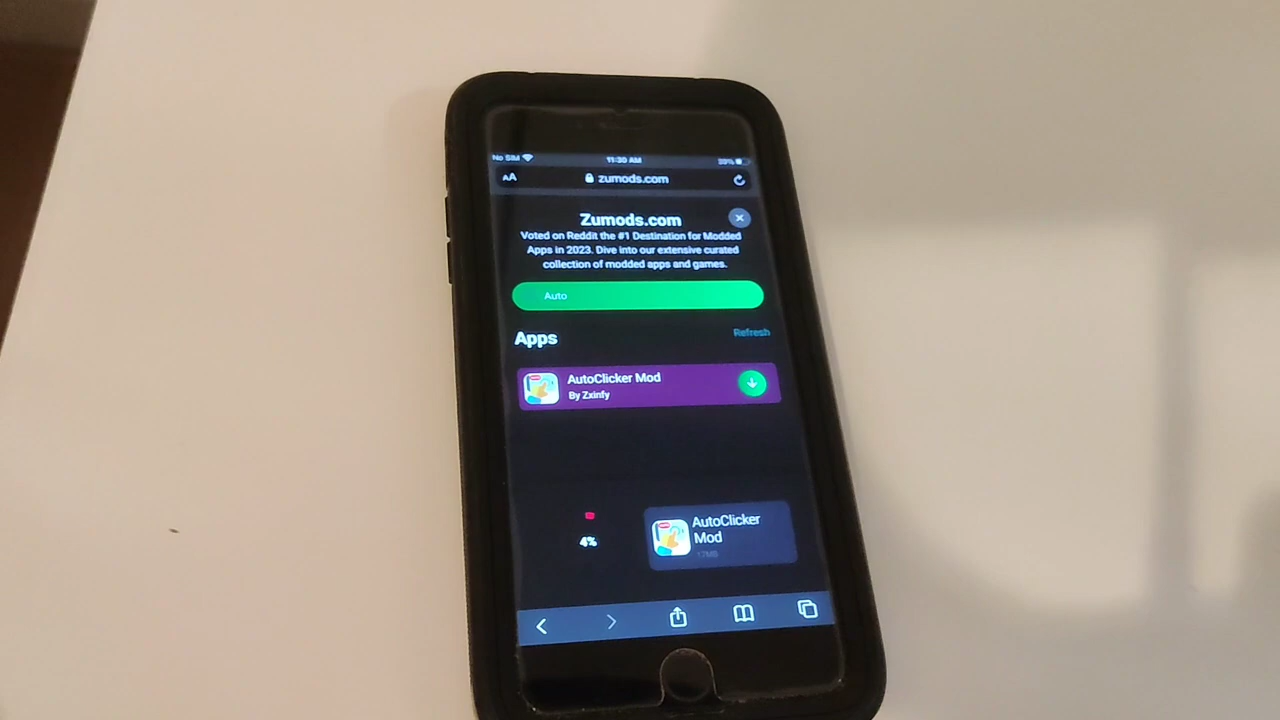 No SIM 11:30 AM 33%
AA zumods.com
Zumods.com
Voted on Reddit the #1 Destination for Modded
Apps in 2023. Dive into our extensive curated
collection of modded apps and games.
Auto
Apps Refresh
AutoClicker Mod
By Zxinfy
AutoClicker
Mod
17MB
4%